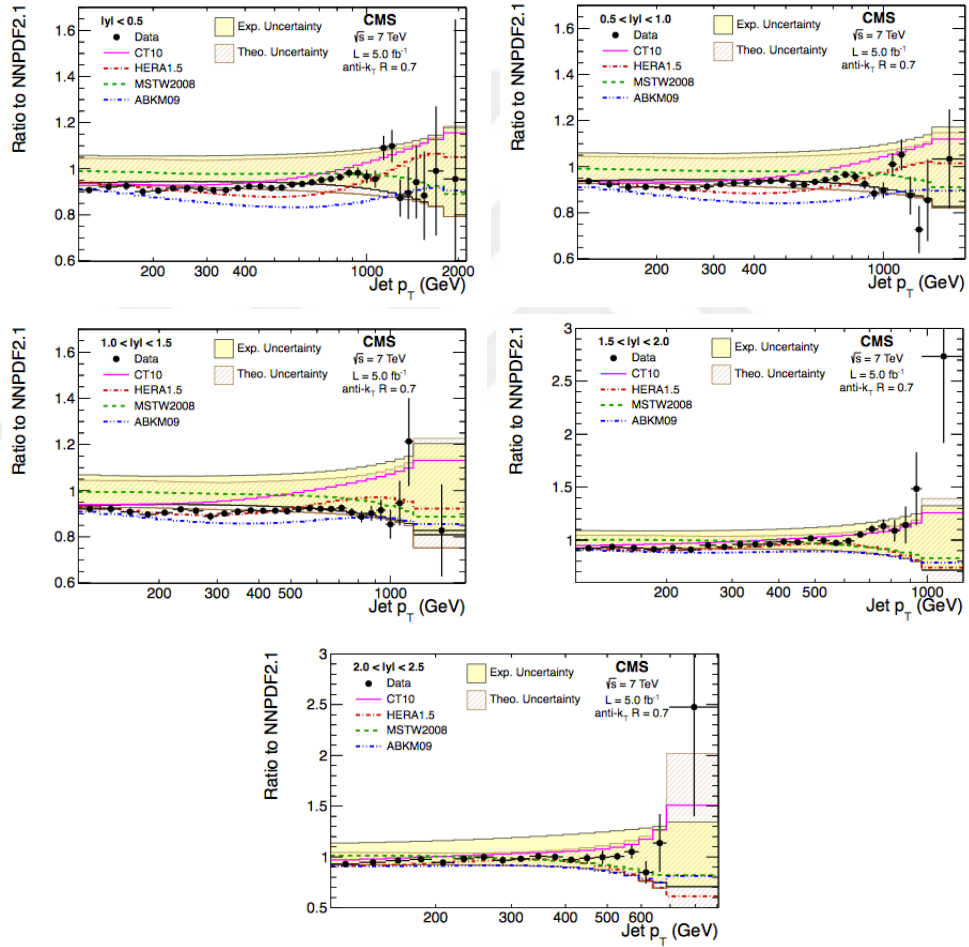 Ratio to NNPDF2.1
|y| < 0.5
Data
CT10
HERA1.5
MSTW2008
ABKM09
Exp. Uncertainty
Theo. Uncertainty
CMS
√s = 7 TeV
L = 5.0 fb⁻¹
anti-k_T R = 0.7
1.6
1.4
1.2
1
0.8
0.6
200 300 400 1000 2000
Jet p_T (GeV)
Ratio to NNPDF2.1
0.5 < |y| < 1.0
Data
CT10
HERA1.5
MSTW2008
ABKM09
Exp. Uncertainty
Theo. Uncertainty
CMS
√s = 7 TeV
L = 5.0 fb⁻¹
anti-k_T R = 0.7
1.6
1.4
1.2
1
0.8
0.6
200 300 400 1000
Jet p_T (GeV)
Ratio to NNPDF2.1
1.0 < |y| < 1.5
Data
CT10
HERA1.5
MSTW2008
ABKM09
Exp. Uncertainty
Theo. Uncertainty
CMS
√s = 7 TeV
L = 5.0 fb⁻¹
anti-k_T R = 0.7
1.6
1.4
1.2
1
0.8
0.6
200 300 400 500 1000
Jet p_T (GeV)
Ratio to NNPDF2.1
1.5 < |y| < 2.0
Data
CT10
HERA1.5
MSTW2008
ABKM09
Exp. Uncertainty
Theo. Uncertainty
CMS
√s = 7 TeV
L = 5.0 fb⁻¹
anti-k_T R = 0.7
3
2.5
2
1.5
1
200 300 400 500 1000
Jet p_T (GeV)
Ratio to NNPDF2.1
2.0 < |y| < 2.5
Data
CT10
HERA1.5
MSTW2008
ABKM09
Exp. Uncertainty
Theo. Uncertainty
CMS
√s = 7 TeV
L = 5.0 fb⁻¹
anti-k_T R = 0.7
3
2.5
2
1.5
1
0.5
200 300 400 500 600
Jet p_T (GeV)